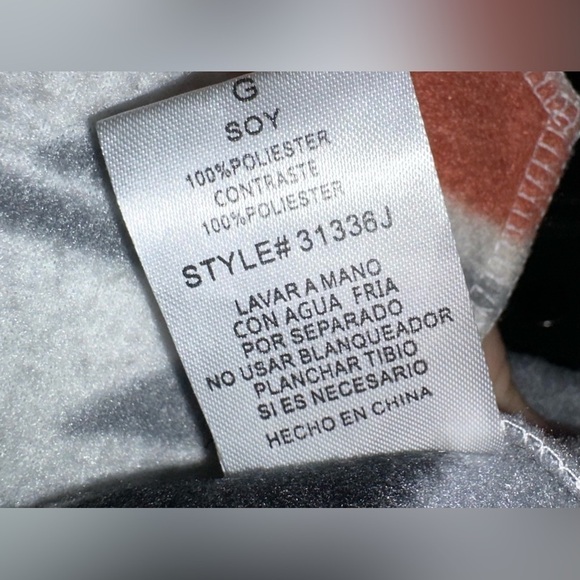 G
SOY
100%POLIESTER
CONTRASTE
100%POLIESTER
STYLE# 31336J
LAVAR A MANO
CON AGUA FRIA
POR SEPARADO
NO USAR BLANQUEADOR
PLANCHAR TIBIO
SI ES NECESARIO
HECHO EN CHINA